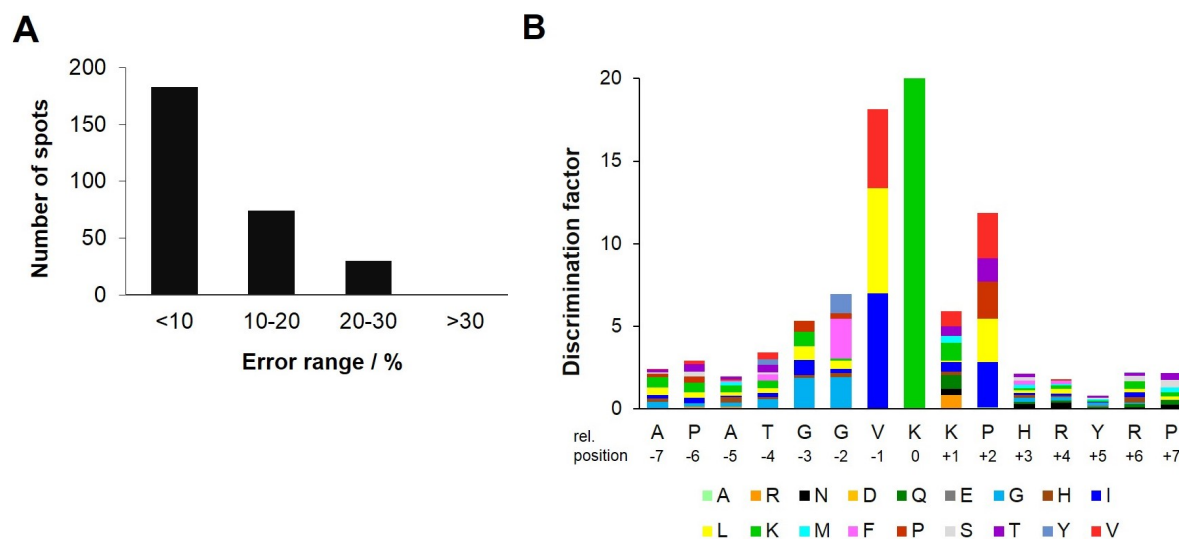 A
Number of spots
200
150
100
50
0
<10 10-20 20-30 >30
Error range / %
B
Discrimination factor
20
15
10
5
0
A P A T G G V K K P H R Y R P
rel.
position -7 -6 -5 -4 -3 -2 -1 0 +1 +2 +3 +4 +5 +6 +7
A R N D Q E G H I
L K M F P S T Y V